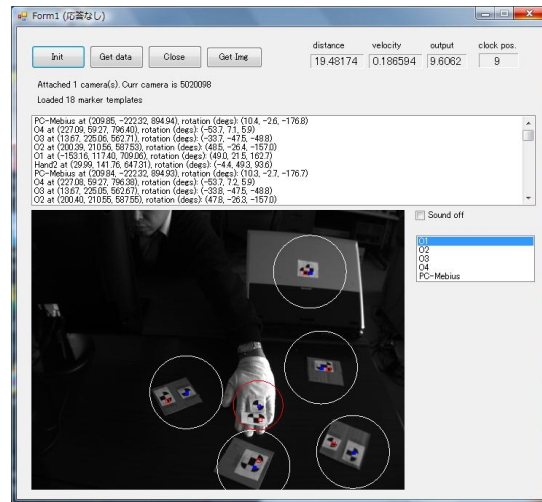 Form1 (応答なし)
distance velocity output clock pos.
Init Get data Close Get Img 19.48174 0.186594 9.6062 9
Attached 1 camera(s). Curr camera is 5020098
Loaded 18 marker templates
PC-Mebius at (209.85, -222.32, 894.94), rotation (degs): (10.4, -2.6, -176.8)
O4 at (227.09, 59.27, 796.40), rotation (degs): (-53.7, 7.1, 5.9)
O3 at (13.67, 225.05, 562.71), rotation (degs): (-33.7, -47.5, -48.8)
O2 at (200.39, 210.56, 587.53), rotation (degs): (48.5, -26.4, -157.0)
O1 at (-153.16, 117.40, 709.06), rotation (degs): (49.0, 21.5, 162.7)
Hand2 at (29.99, 141.76, 647.31), rotation (degs): (-4.4, 49.3, 93.6)
PC-Mebius at (209.84, -222.32, 894.93), rotation (degs): (10.3, -2.7, -176.7)
O4 at (227.08, 59.27, 796.38), rotation (degs): (-53.7, 7.2, 5.9)
O3 at (13.67, 225.05, 562.67), rotation (degs): (-33.8, -47.5, -48.8)
O2 at (200.40, 210.55, 587.55), rotation (degs): (47.8, -26.3, -157.0)
Sound off
O1
O2
O3
O4
PC-Mebius